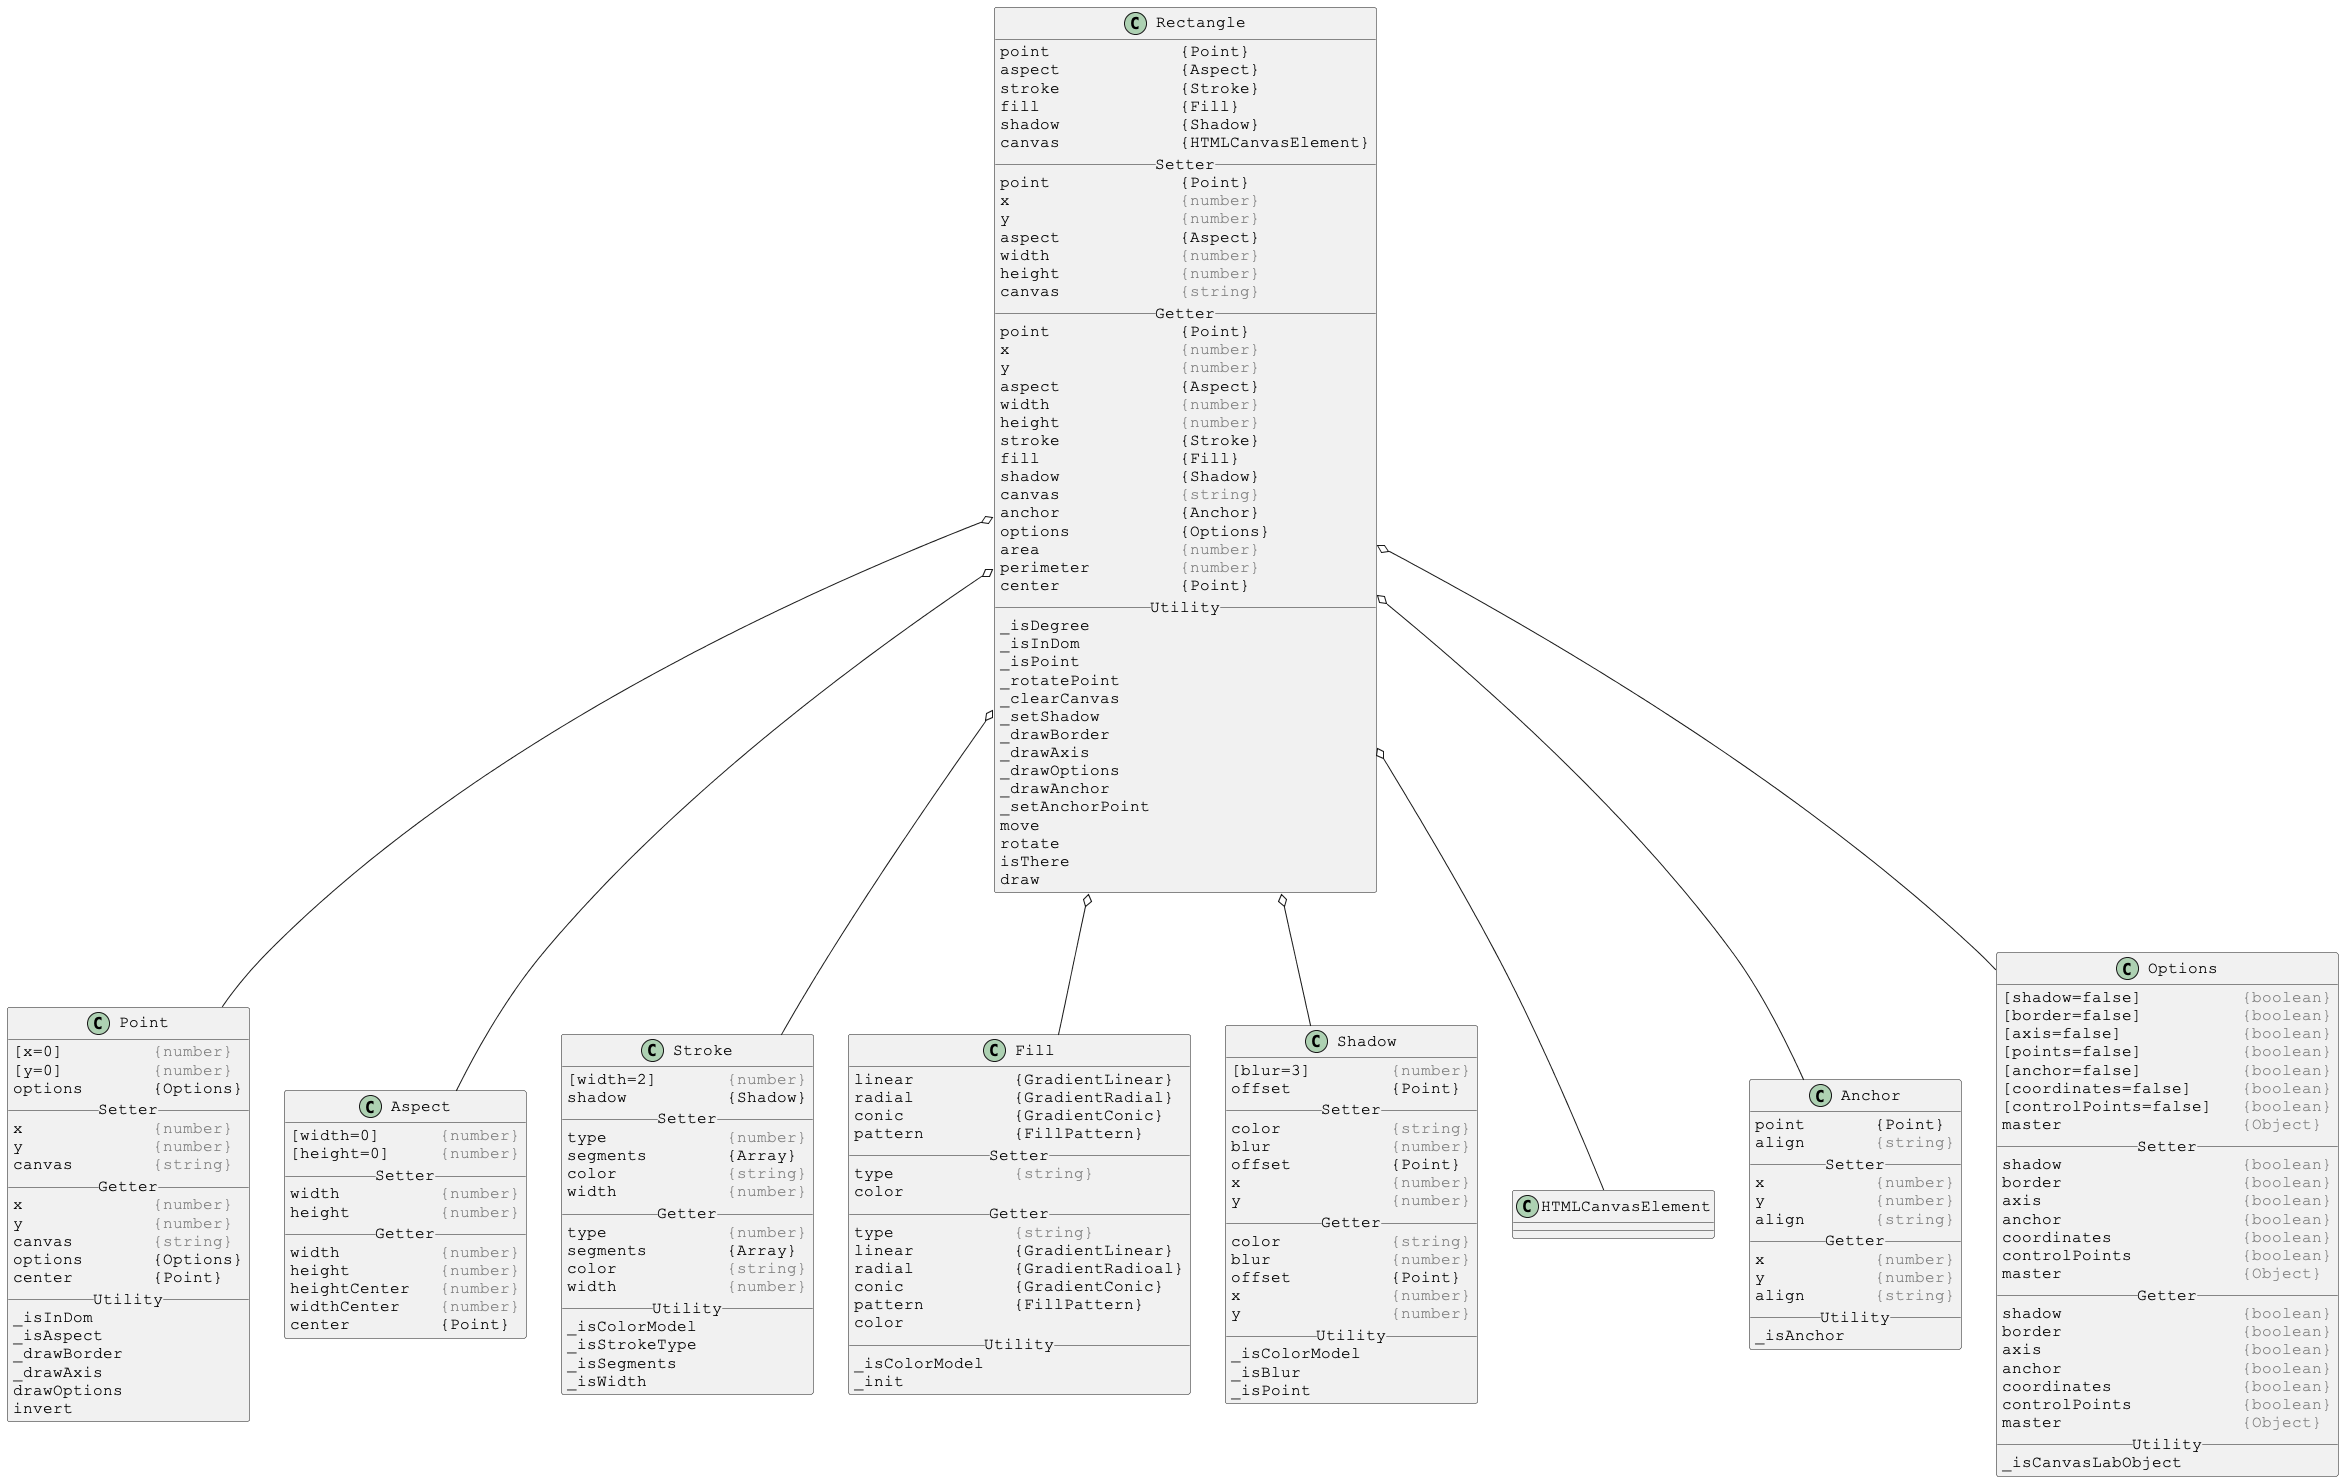 C Rectangle
point {Point}
aspect {Aspect}
stroke {Stroke}
fill {Fill}
shadow {Shadow}
canvas {HTMLCanvasElement}
Setter
point {Point}
x {number}
y {number}
aspect {Aspect}
width {number}
height {number}
canvas {string}
Getter
point {Point}
x {number}
y {number}
aspect {Aspect}
width {number}
height {number}
stroke {Stroke}
fill {Fill}
shadow {Shadow}
canvas {string}
anchor {Anchor}
options {Options}
area {number}
perimeter {number}
center {Point}
Utility
_isDegree
_isInDom
_isPoint
_rotatePoint
_clearCanvas
_setShadow
_drawBorder
_drawAxis
_drawOptions
_drawAnchor
_setAnchorPoint
move
rotate
isThere
draw
C Point
[x=0] {number}
[y=0] {number}
options {Options}
Setter
x {number}
y {number}
canvas {string}
Getter
x {number}
y {number}
canvas {string}
options {Options}
center {Point}
Utility
_isInDom
_isAspect
_drawBorder
_drawAxis
drawOptions
invert
C Aspect
[width=0] {number}
[height=0] {number}
Setter
width {number}
height {number}
Getter
width {number}
height {number}
heightCenter {number}
widthCenter {number}
center {Point}
C Stroke
[width=2] {number}
shadow {Shadow}
Setter
type {number}
segments {Array}
color {string}
width {number}
Getter
type {number}
segments {Array}
color {string}
width {number}
Utility
_isColorModel
_isStrokeType
_isSegments
_isWidth
C Fill
linear {GradientLinear}
radial {GradientRadial}
conic {GradientConic}
pattern {FillPattern}
Setter
type {string}
color
Getter
type {string}
linear {GradientLinear}
radial {GradientRadioal}
conic {GradientConic}
pattern {FillPattern}
color
Utility
_isColorModel
_init
C Shadow
[blur=3] {number}
offset {Point}
Setter
color {string}
blur {number}
offset {Point}
x {number}
y {number}
Getter
color {string}
blur {number}
offset {Point}
x {number}
y {number}
Utility
_isColorModel
_isBlur
_isPoint
C HTMLCanvasElement
C Anchor
point {Point}
align {string}
Setter
x {number}
y {number}
align {string}
Getter
x {number}
y {number}
align {string}
Utility
_isAnchor
C Options
[shadow=false] {boolean}
[border=false] {boolean}
[axis=false] {boolean}
[points=false] {boolean}
[anchor=false] {boolean}
[coordinates=false] {boolean}
[controlPoints=false] {boolean}
master {Object}
Setter
shadow {boolean}
border {boolean}
axis {boolean}
anchor {boolean}
coordinates {boolean}
controlPoints {boolean}
master {Object}
Getter
shadow {boolean}
border {boolean}
axis {boolean}
anchor {boolean}
coordinates {boolean}
controlPoints {boolean}
master {Object}
Utility
_isCanvasLabObject